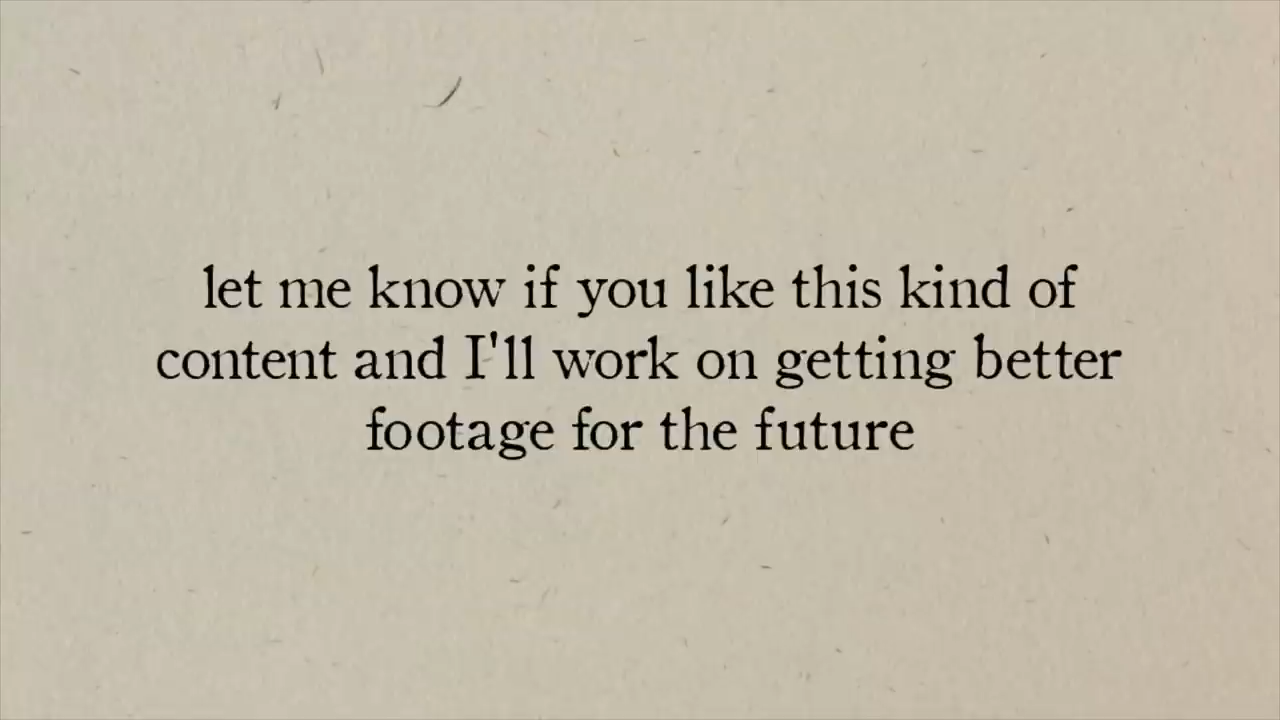 let me know if you like this kind of
content and I'll work on getting better
footage for the future